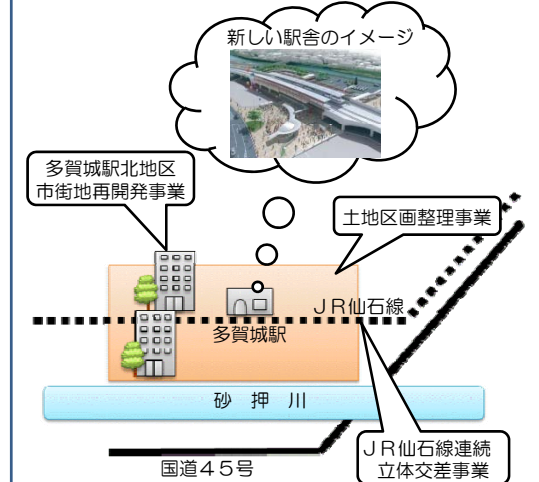 新しい駅舎のイメージ
多賀城駅北地区
市街地再開発事業
土地区画整理事業
ＪＲ仙石線
多賀城駅
砂 押 川
ＪＲ仙石線連続
立体交差事業
国道４５号